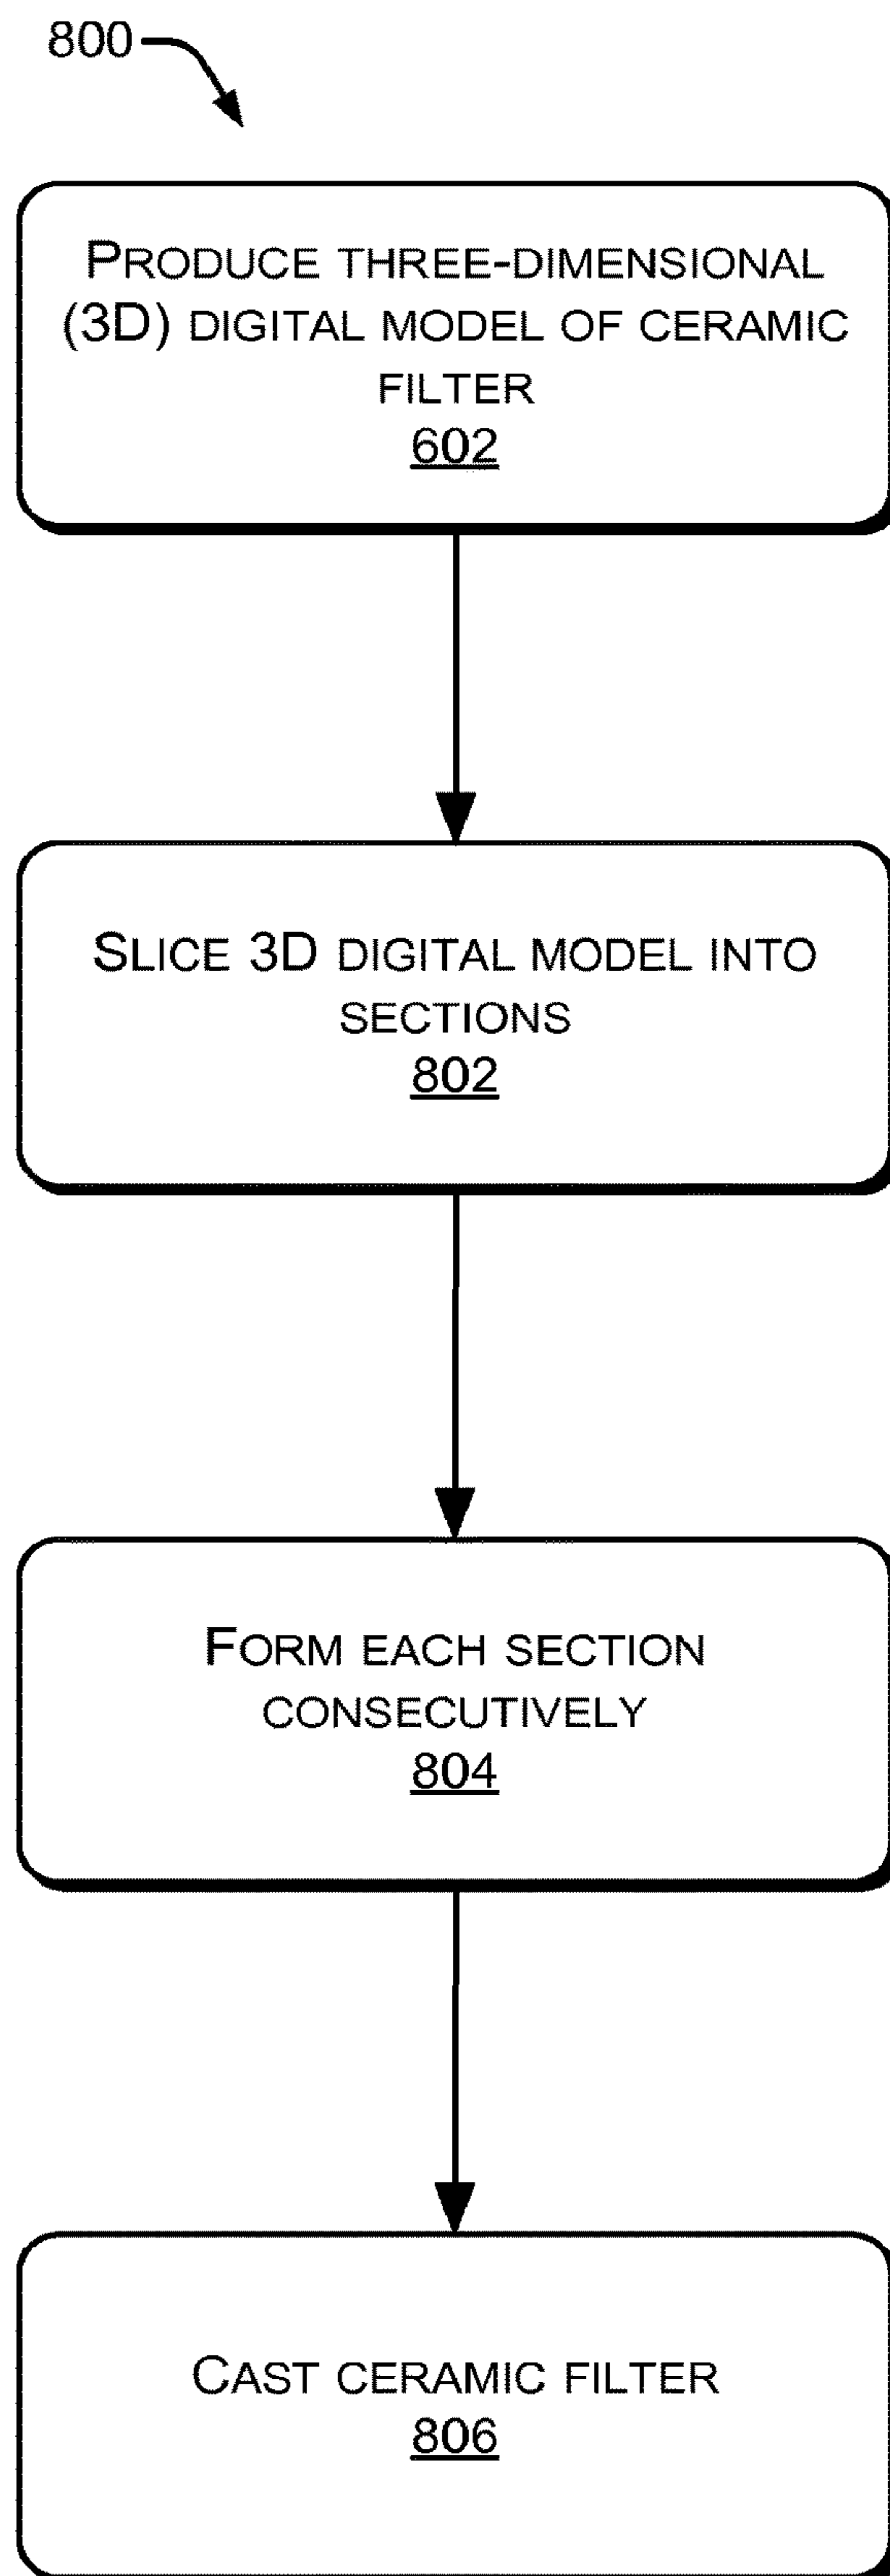 800
PRODUCE THREE-DIMENSIONAL
(3D) DIGITAL MODEL OF CERAMIC
FILTER
602
SLICE 3D DIGITAL MODEL INTO
SECTIONS
802
FORM EACH SECTION
CONSECUTIVELY
804
CAST CERAMIC FILTER
806